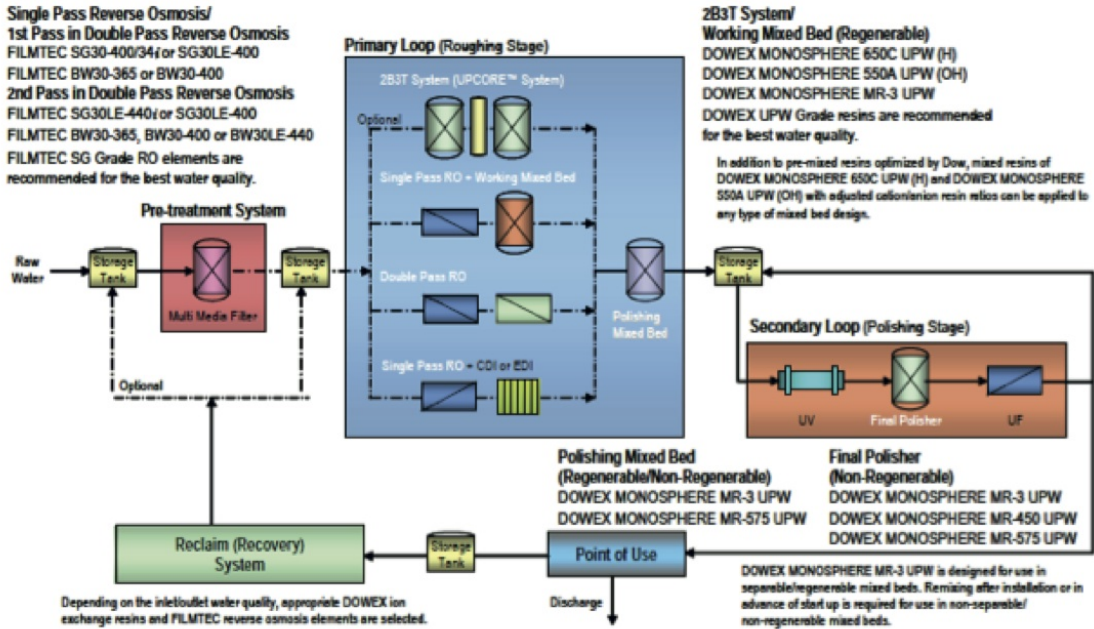 Single Pass Reverse Osmosis/
1st Pass in Double Pass Reverse Osmosis
FILMTEC SG30-400/34i or SG30LE-400
FILMTEC BW30-365 or BW30-400
2nd Pass in Double Pass Reverse Osmosis
FILMTEC SG30LE-440i or SG30LE-400
FILMTEC BW30-365, BW30-400 or BW30LE-440
FILMTEC SG Grade RO elements are
recommended for the best water quality.
2B3T System/
Working Mixed Bed (Regenerable)
DOWEX MONOSPHERE 650C UPW (H)
DOWEX MONOSPHERE 550A UPW (OH)
DOWEX MONOSPHERE MR-3 UPW
DOWEX UPW Grade resins are recommended
for the best water quality.
In addition to pre-mixed resins optimized by Dow, mixed resins of
DOWEX MONOSPHERE 650C UPW (H) and DOWEX MONOSPHERE
550A UPW (OH) with adjusted cation/anion resin ratios can be applied to
any type of mixed bed design.
Pre-treatment System
Raw
Water
Storage
Tank
Multi Media Filter
Storage
Tank
Optional
Primary Loop (Roughing Stage)
2B3T System (UPCORE™ System)
Optional
Single Pass RO + Working Mixed Bed
Double Pass RO
Single Pass RO + CDI or EDI
Polishing
Mixed Bed
Storage
Tank
Secondary Loop (Polishing Stage)
UV
Final Polisher
UF
Polishing Mixed Bed
(Regenerable/Non-Regenerable)
DOWEX MONOSPHERE MR-3 UPW
DOWEX MONOSPHERE MR-575 UPW
Final Polisher
(Non-Regenerable)
DOWEX MONOSPHERE MR-3 UPW
DOWEX MONOSPHERE MR-450 UPW
DOWEX MONOSPHERE MR-575 UPW
Reclaim (Recovery)
System
Storage
Tank
Point of Use
Discharge
Depending on the inlet/outlet water quality, appropriate DOWEX ion
exchange resins and FILMTEC reverse osmosis elements are selected.
DOWEX MONOSPHERE MR-3 UPW is designed for use in
separable/regenerable mixed beds. Remixing after installation or in
advance of start up is required for use in non-separable/
non-regenerable mixed beds.